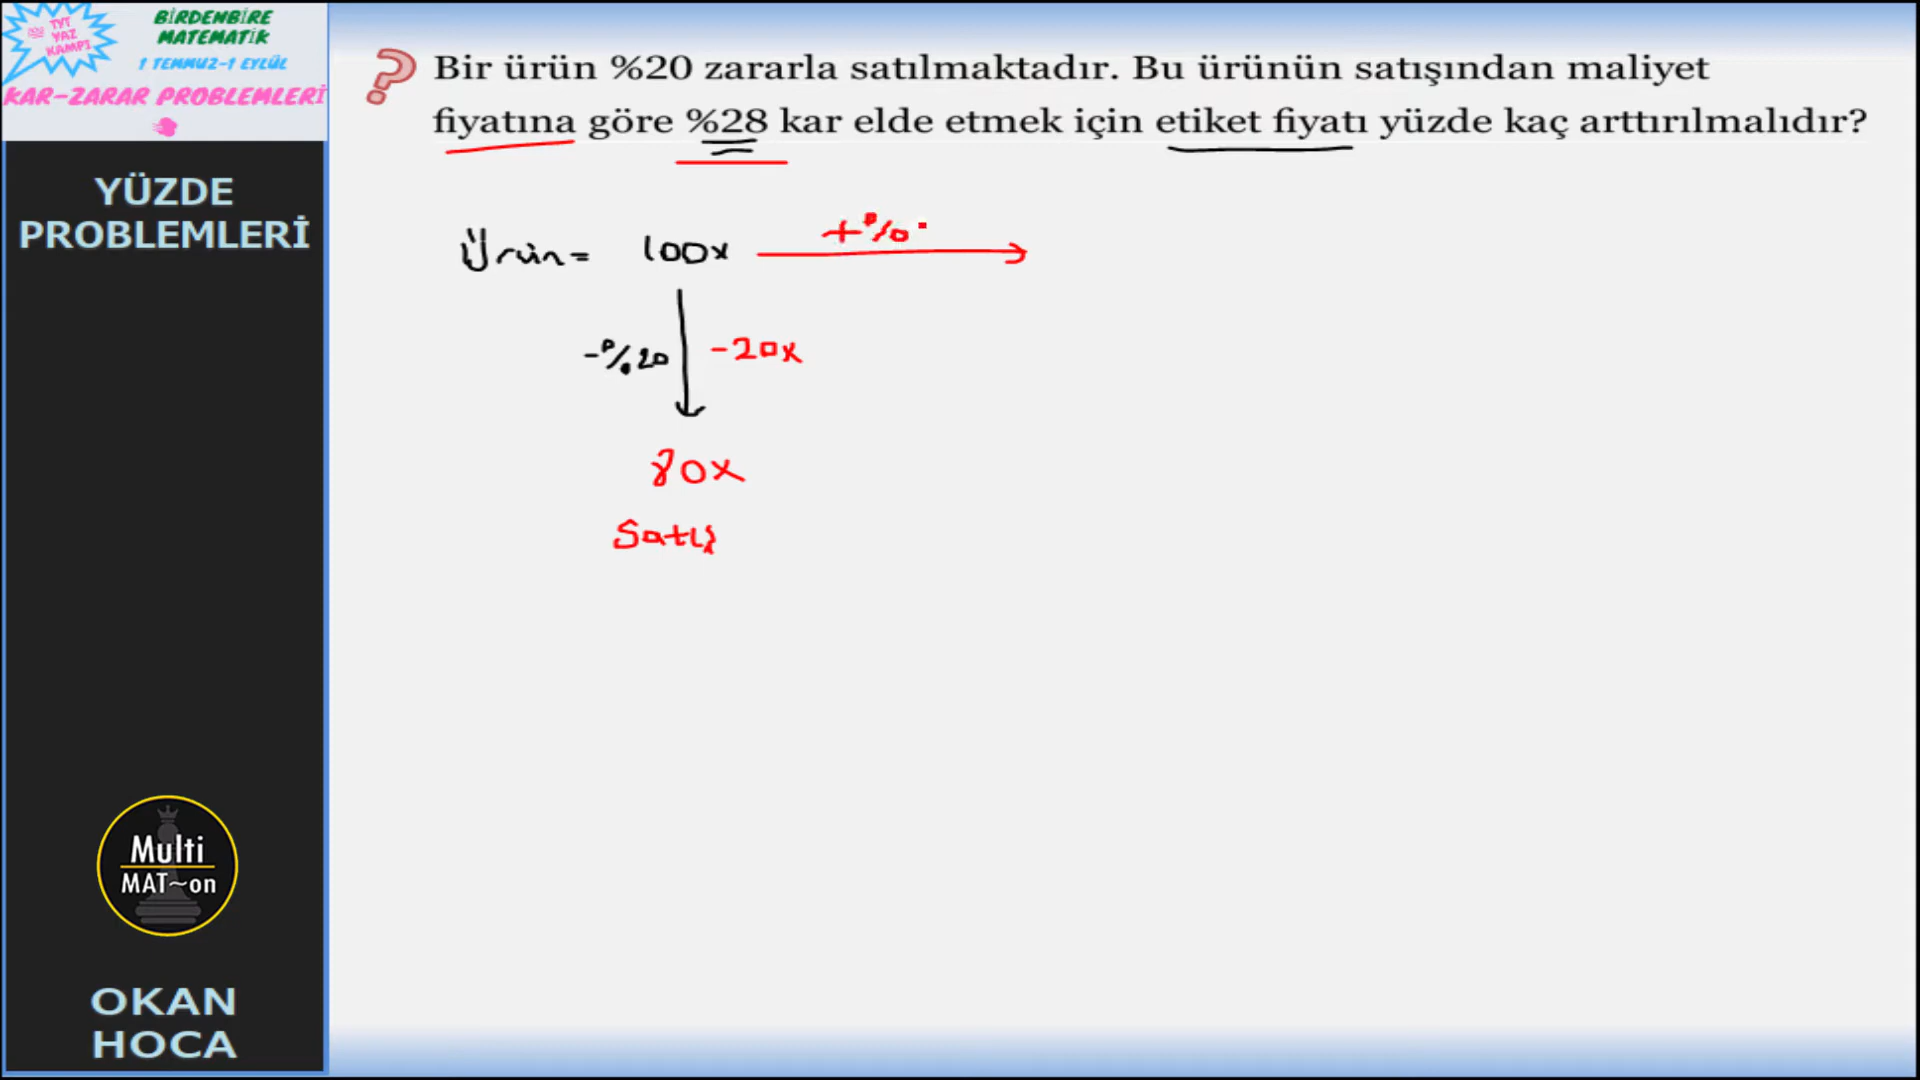 TYT
YAZ
KAMPI
BİRDENBİRE
MATEMATİK
1 TEMMUZ-1 EYLÜL
KAR-ZARAR PROBLEMLERİ
YÜZDE
PROBLEMLERİ
Multi
MAT~on
OKAN
HOCA
Bir ürün %20 zararla satılmaktadır. Bu ürünün satışından maliyet
fiyatına göre %28 kar elde etmek için etiket fiyatı yüzde kaç arttırılmalıdır?
Ürün= 100x +%
-%20 -20x
80x
Satış